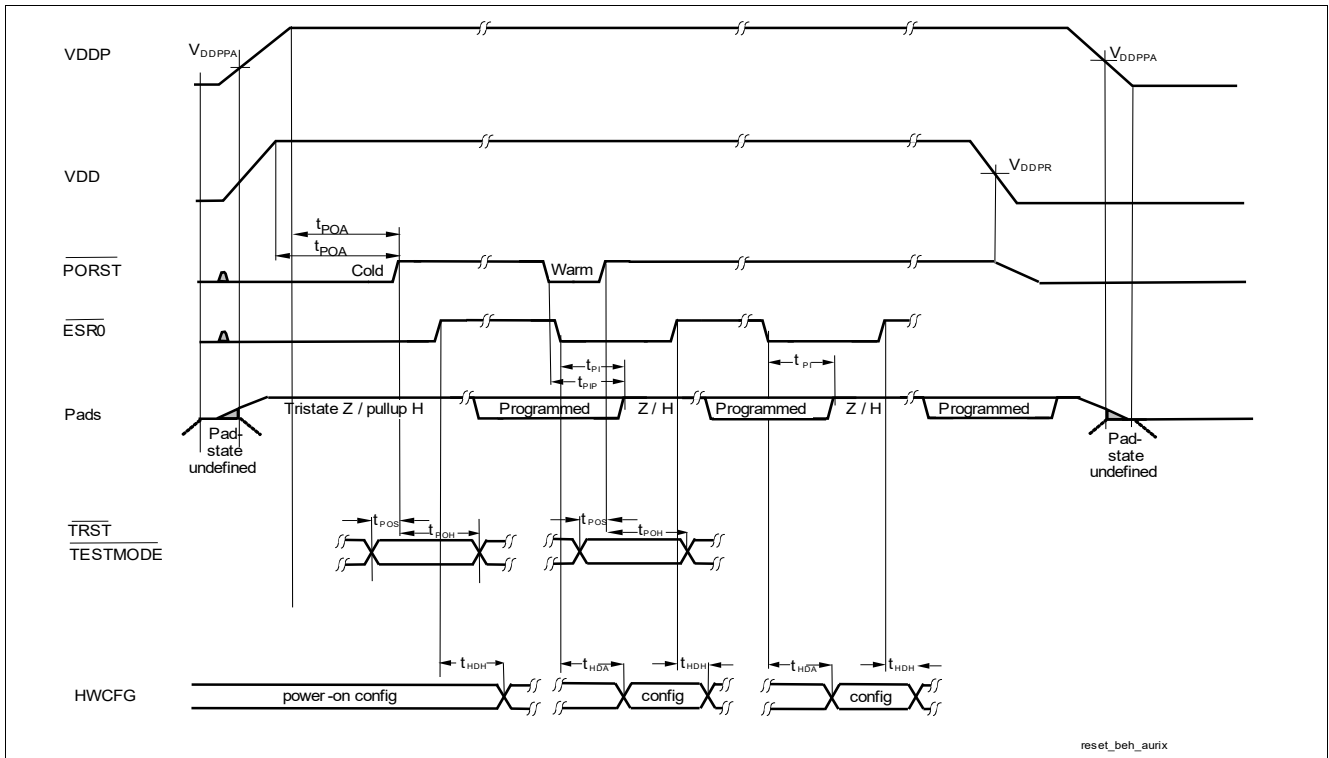 VDDP
VDDPPA
VDDPPA
VDD
VDDPR
tPOA
tPOA
PORST
Cold
Warm
ESR0
tPI
tPIP
tPI
Pads
Tristate Z / pullup H
Programmed
Z / H
Programmed
Z / H
Programmed
Pad-
state
undefined
Pad-
state
undefined
TRST
TESTMODE
tPOS
tPOH
tPOS
tPOH
tHDH
tHDA
tHDH
tHDA
tHDH
HWCFG
power-on config
config
config
reset_beh_aurix